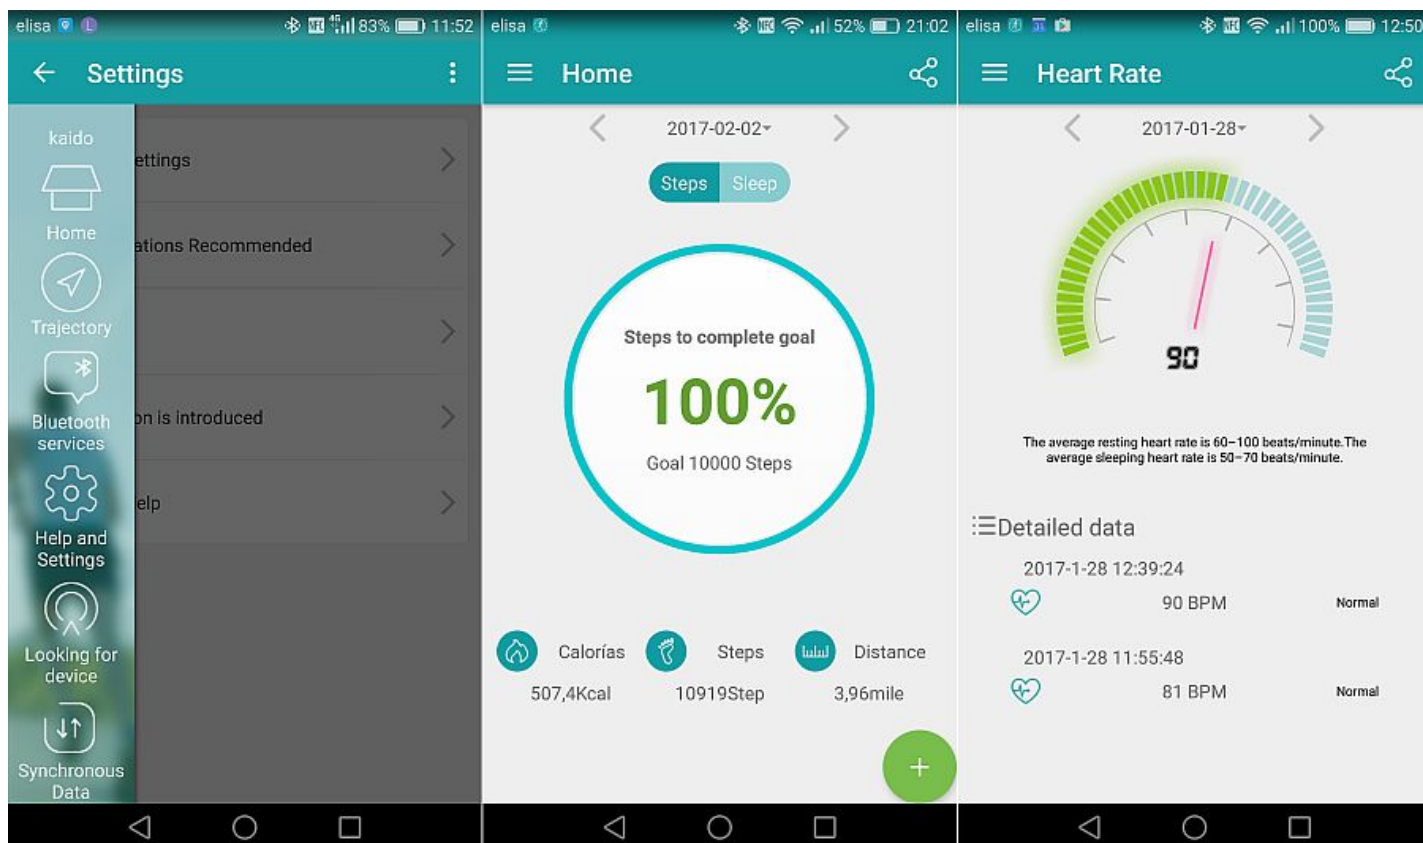 elisa L NFC 4G 83% 11:52
Settings
kaido
Home
Trajectory
Bluetooth
services
Help and
Settings
Looking for
device
Synchronous
Data
ettings
ations Recommended
on is introduced
elp
elisa NFC 52% 21:02
Home
2017-02-02
Steps Sleep
Steps to complete goal
100%
Goal 10000 Steps
Calorías Steps Distance
507,4Kcal 10919Step 3,96mile
+
elisa 31 NFC 100% 12:50
Heart Rate
2017-01-28
90
The average resting heart rate is 60-100 beats/minute.The
average sleeping heart rate is 50-70 beats/minute.
Detailed data
2017-1-28 12:39:24
90 BPM Normal
2017-1-28 11:55:48
81 BPM Normal